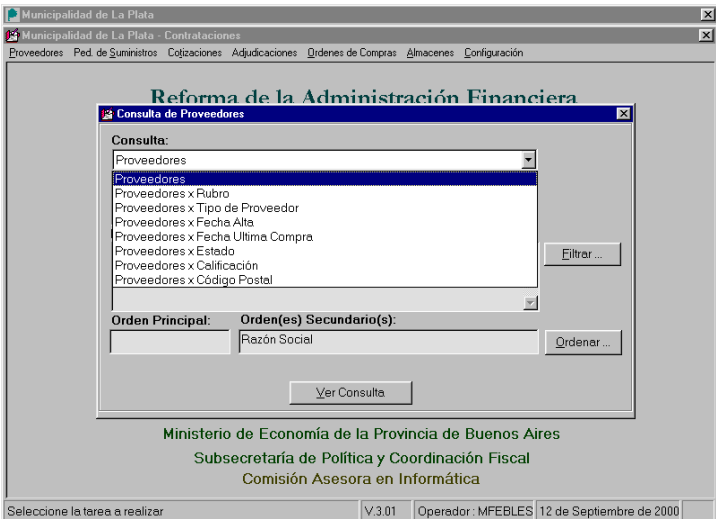 Municipalidad de La Plata
Municipalidad de La Plata - Contrataciones
Proveedores Ped. de Suministros Cotizaciones Adjudicaciones Ordenes de Compras Almacenes Configuración
Reforma de la Administración Financiera
Consulta de Proveedores
Consulta:
Proveedores
Proveedores
Proveedores x Rubro
Proveedores x Tipo de Proveedor
Proveedores x Fecha Alta
Proveedores x Fecha Ultima Compra
Proveedores x Estado
Proveedores x Calificación
Proveedores x Código Postal
Filtrar ...
Orden Principal: Orden(es) Secundario(s):
Razón Social
Ordenar ...
Ver Consulta
Ministerio de Economía de la Provincia de Buenos Aires
Subsecretaría de Política y Coordinación Fiscal
Comisión Asesora en Informática
Seleccione la tarea a realizar V.3.01 Operador : MFEBLES 12 de Septiembre de 2000